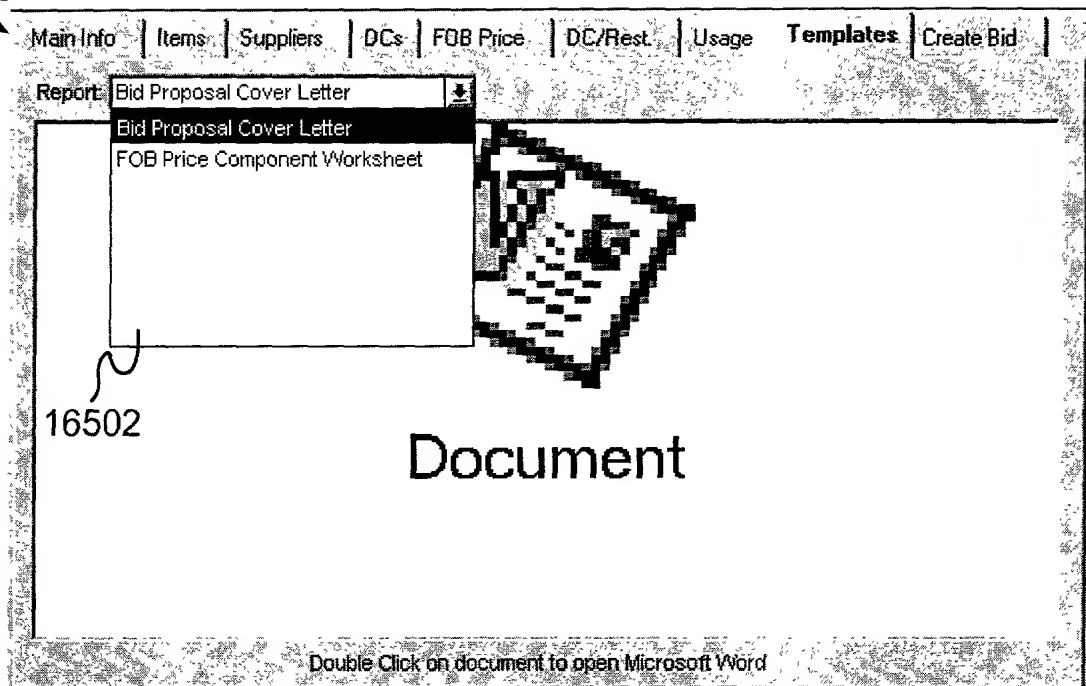 Main Info Items Suppliers DCs FOB Price DC/Rest. Usage Templates Create Bid
Report: Bid Proposal Cover Letter
Bid Proposal Cover Letter
FOB Price Component Worksheet
16502
Document
Double Click on document to open Microsoft Word